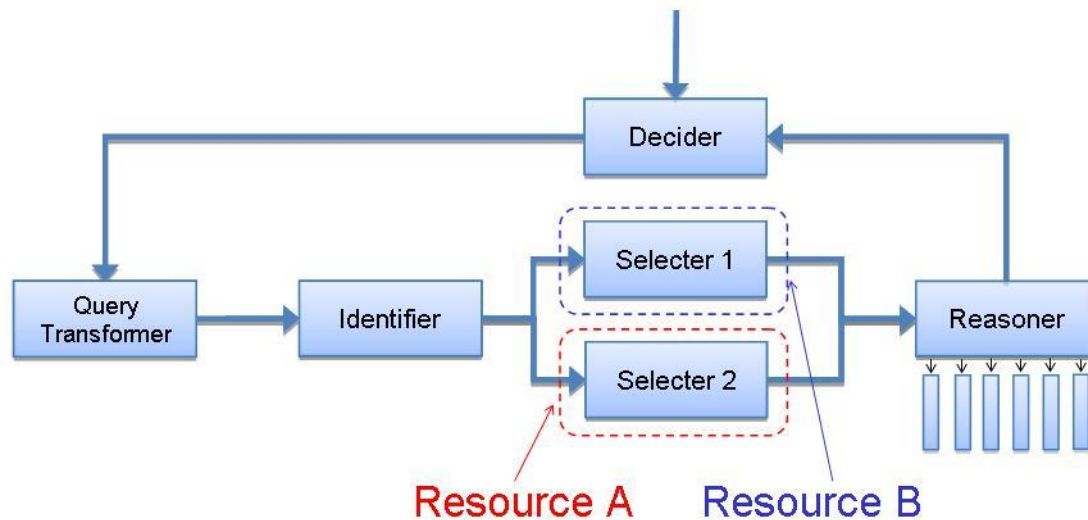 Decider
Selecter 1
Query
Transformer
Identifier
Reasoner
Selecter 2
Resource A
Resource B